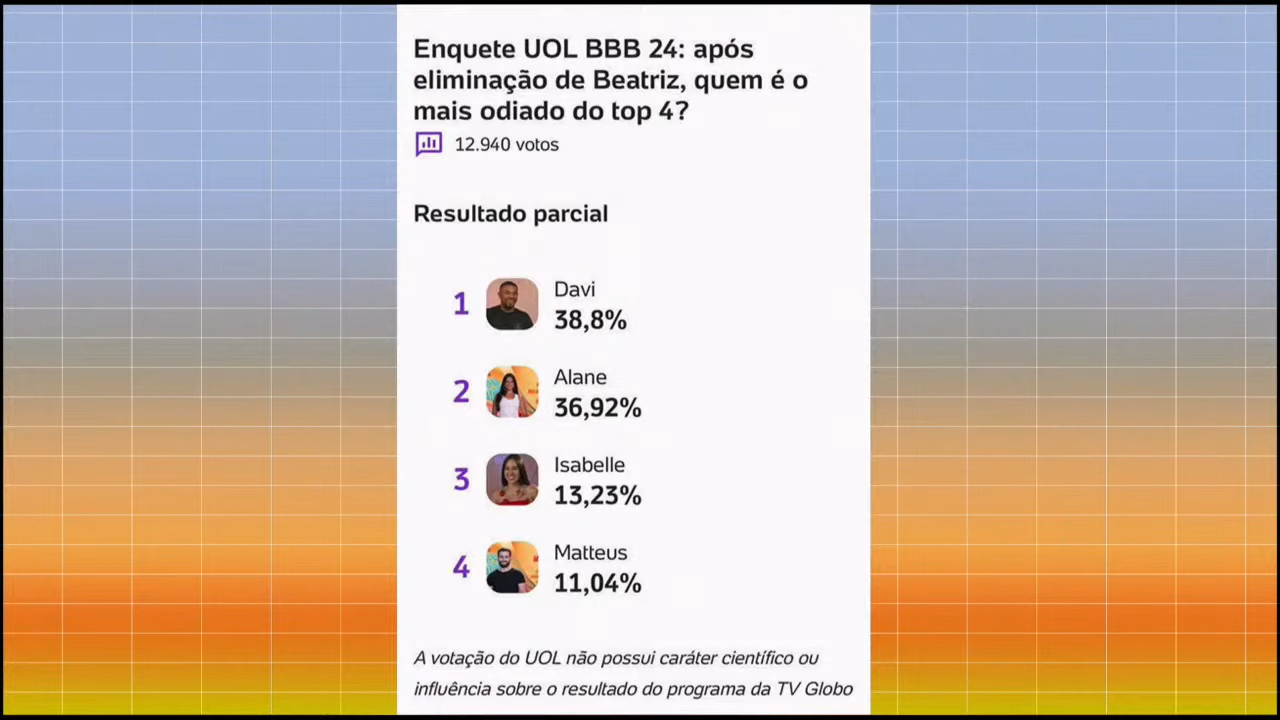 Enquete UOL BBB 24: após
eliminação de Beatriz, quem é o
mais odiado do top 4?
12.940 votos
Resultado parcial
1
Davi
38,8%
2
Alane
36,92%
3
Isabelle
13,23%
4
Matteus
11,04%
A votação do UOL não possui caráter científico ou
influência sobre o resultado do programa da TV Globo